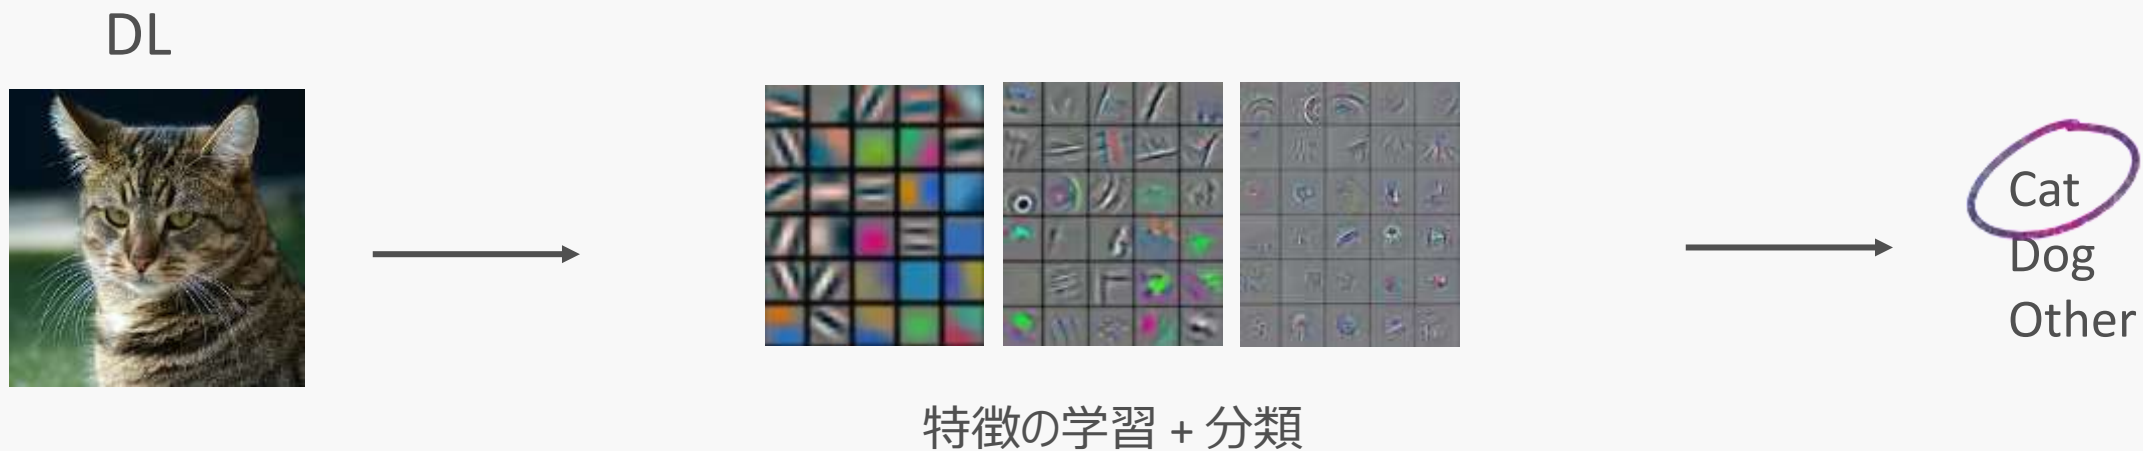 DL
Cat
Dog
Other
特徴の学習 + 分類